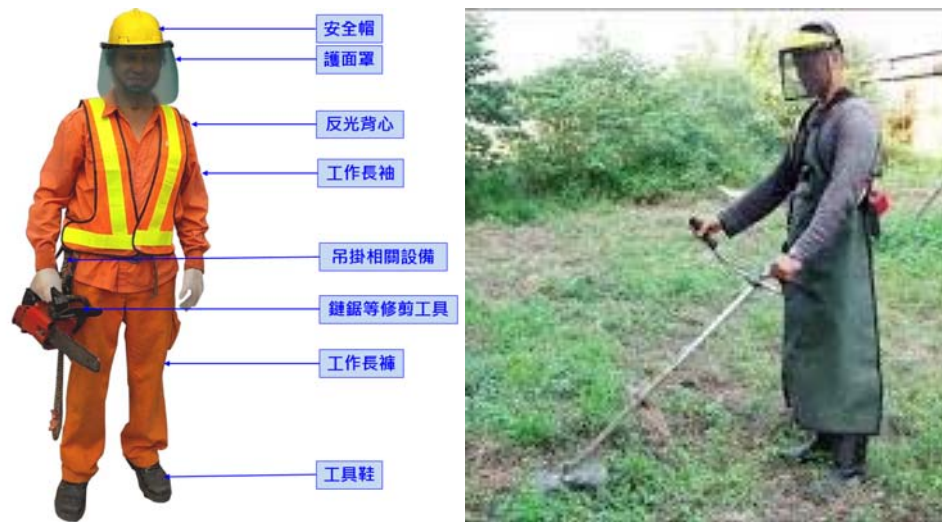 安全帽
護面罩
反光背心
工作長袖
吊掛相關設備
鏈鋸等修剪工具
工作長褲
工具鞋